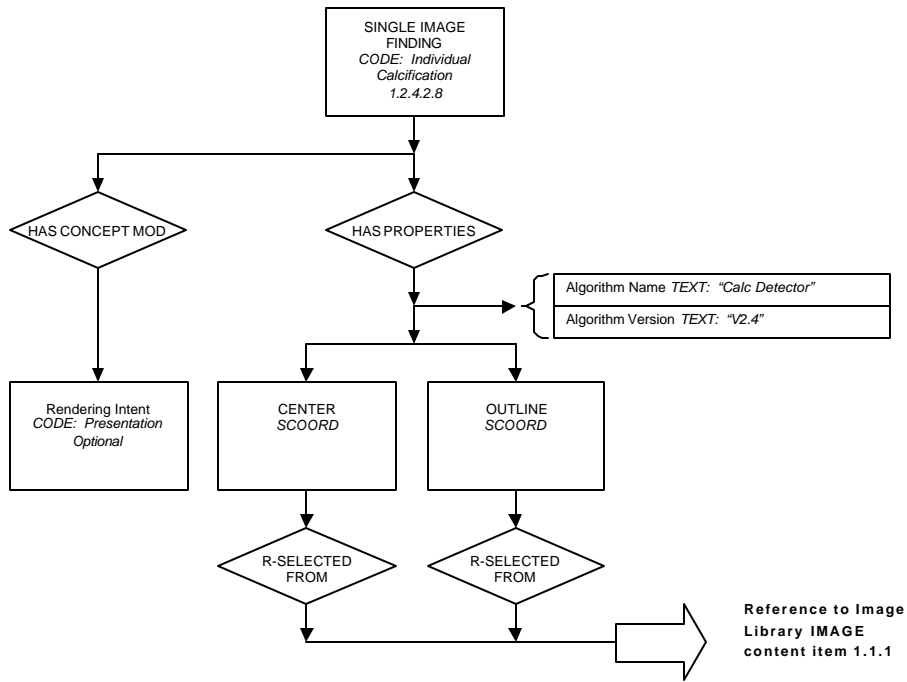 SINGLE IMAGE
FINDING
CODE: Individual
Calcification
1.2.4.2.8
HAS CONCEPT MOD
HAS PROPERTIES
Algorithm Name TEXT: “Calc Detector”
Algorithm Version TEXT: “V2.4”
Rendering Intent
CODE: Presentation
Optional
CENTER
SCOORD
OUTLINE
SCOORD
R-SELECTED
FROM
R-SELECTED
FROM
Reference to Image
Library IMAGE
content item 1.1.1